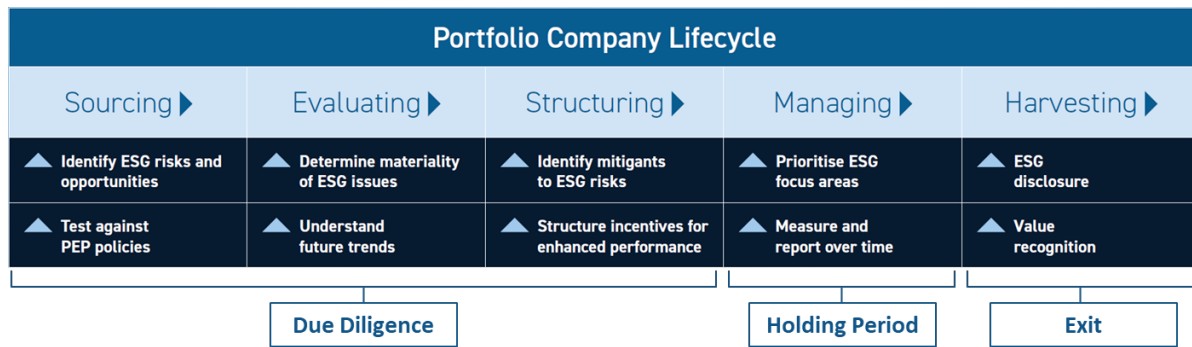 Portfolio Company Lifecycle
Sourcing
Evaluating
Structuring
Managing
Harvesting
Identify ESG risks and
opportunities
Determine materiality
of ESG issues
Identify mitigants
to ESG risks
Prioritise ESG
focus areas
ESG
disclosure
Test against
PEP policies
Understand
future trends
Structure incentives for
enhanced performance
Measure and
report over time
Value
recognition
Due Diligence
Holding Period
Exit